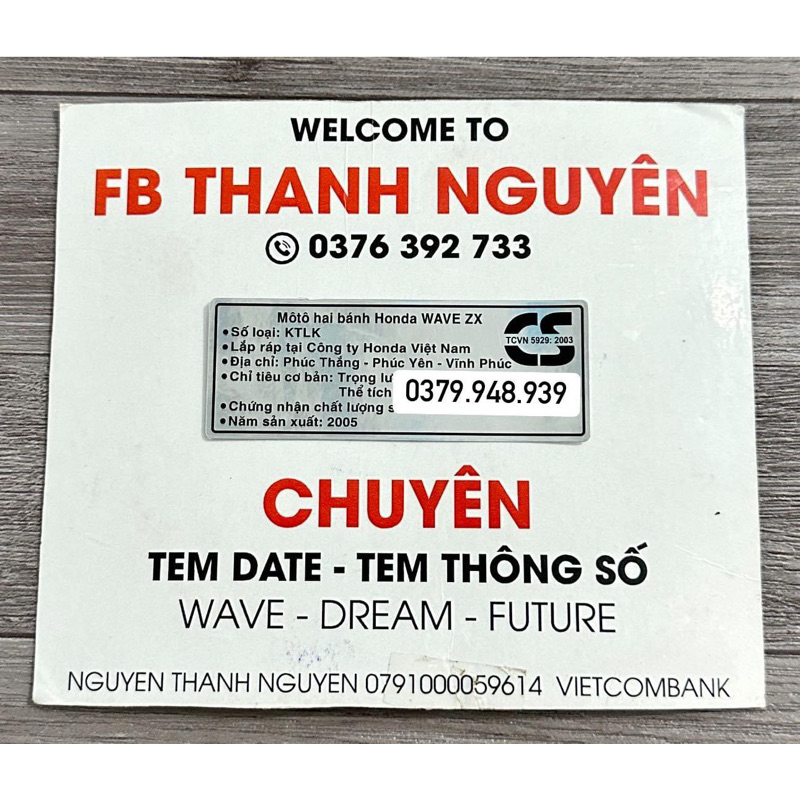 WELCOME TO
FB THANH NGUYÊN
0376 392 733
Môtô hai bánh Honda WAVE ZX
•Số loại: KTLK
•Lắp ráp tại Công ty Honda Việt Nam
•Địa chỉ: Phúc Thắng - Phúc Yên - Vĩnh Phúc
•Chỉ tiêu cơ bản: Trọng
Thể tích
•Chứng nhận chất lượng
•Năm sản xuất: 2005
CS
TCVN 5929: 2003
0379.948.939
CHUYÊN
TEM DATE - TEM THÔNG SỐ
WAVE - DREAM - FUTURE
NGUYEN THANH NGUYEN 0791000059614 VIETCOMBANK